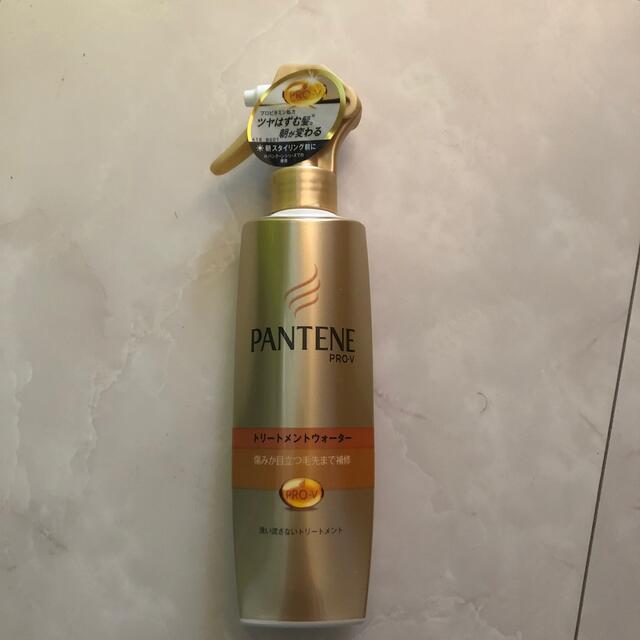 PRO-V
プロビタミン処方
ツヤはずむ髪。
朝が変わる
朝スタイリング前に
PANTENE
PRO-V
トリートメントウォーター
傷みが目立つ毛先まで補修
PRO-V
洗い流さないトリートメント